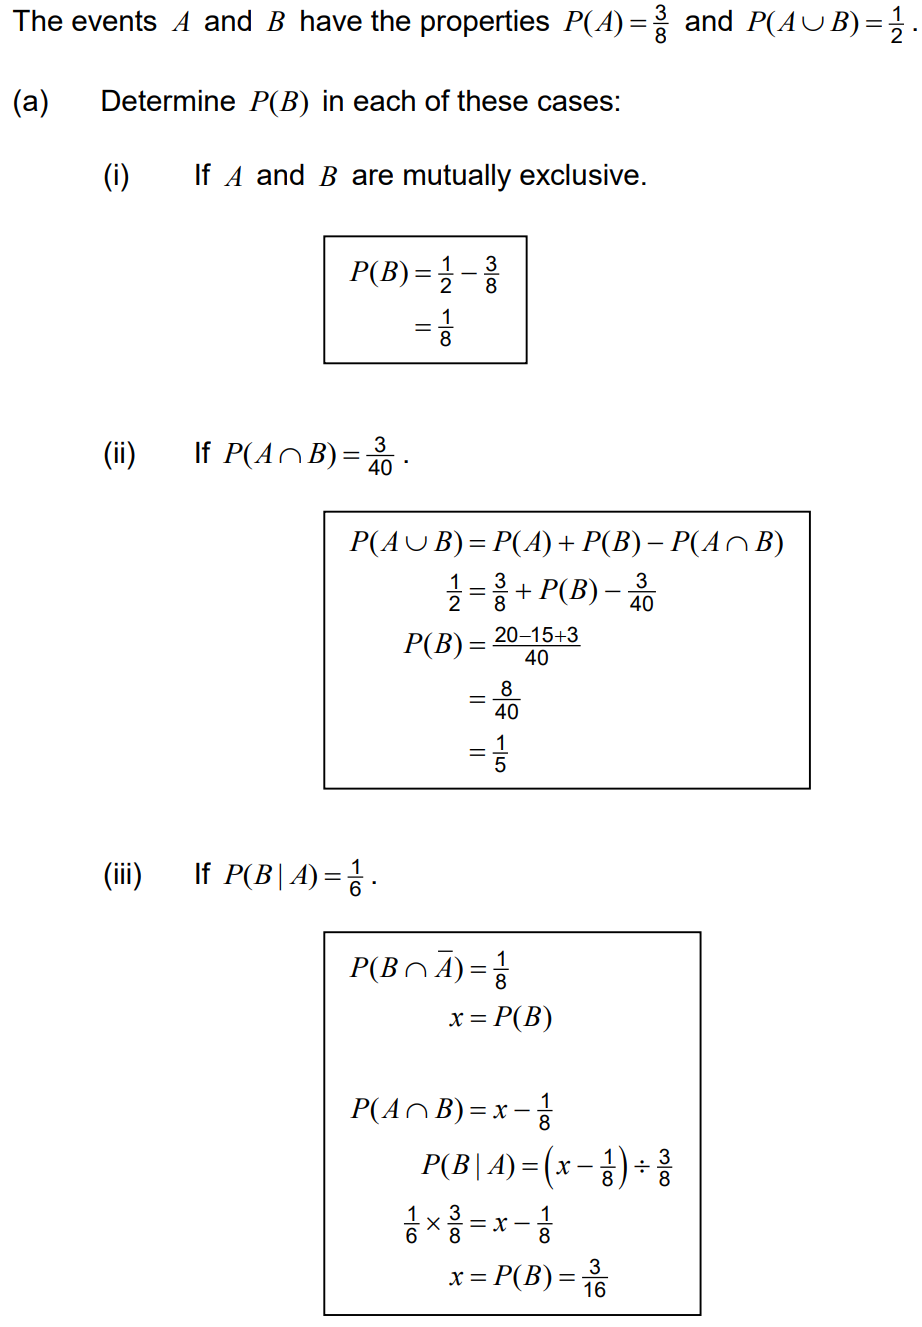 The events A and B have the properties P(A) = 3/8 and P(A ∪ B) = 1/2.
(a) Determine P(B) in each of these cases:
(i) If A and B are mutually exclusive.
P(B) = 1/2 − 3/8
= 1/8
(ii) If P(A ∩ B) = 3/40.
P(A ∪ B) = P(A) + P(B) − P(A ∩ B)
1/2 = 3/8 + P(B) − 3/40
P(B) = (20−15+3)/40
= 8/40
= 1/5
(iii) If P(B | A) = 1/6.
P(B ∩ A̅) = 1/8
x = P(B)
P(A ∩ B) = x − 1/8
P(B | A) = (x − 1/8) ÷ 3/8
1/6 × 3/8 = x − 1/8
x = P(B) = 3/16